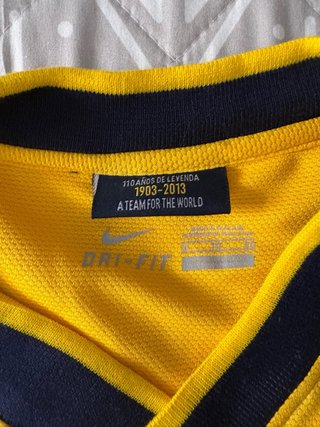 110 AÑOS DE LEYENDA
1903-2013
A TEAM FOR THE WORLD
DRI-FIT